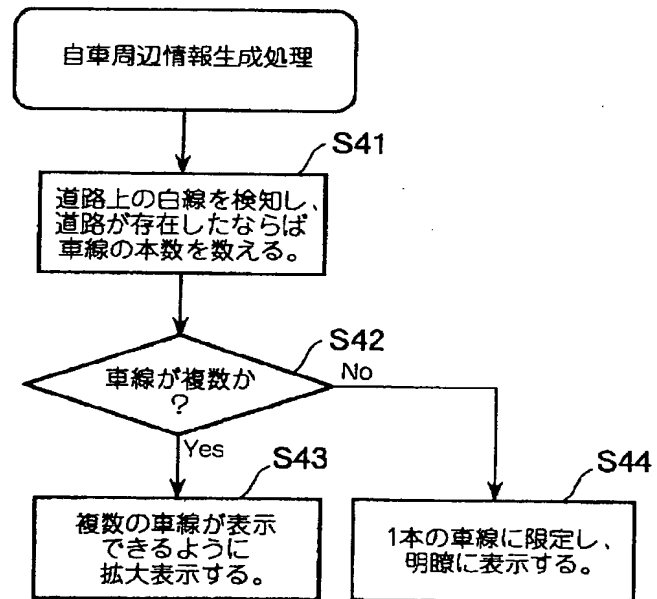 自車周辺情報生成処理
S41
道路上の白線を検知し、
道路が存在したならば
車線の本数を数える。
S42
車線が複数か
?
No
Yes
S43
複数の車線が表示
できるように
拡大表示する。
S44
1本の車線に限定し、
明瞭に表示する。